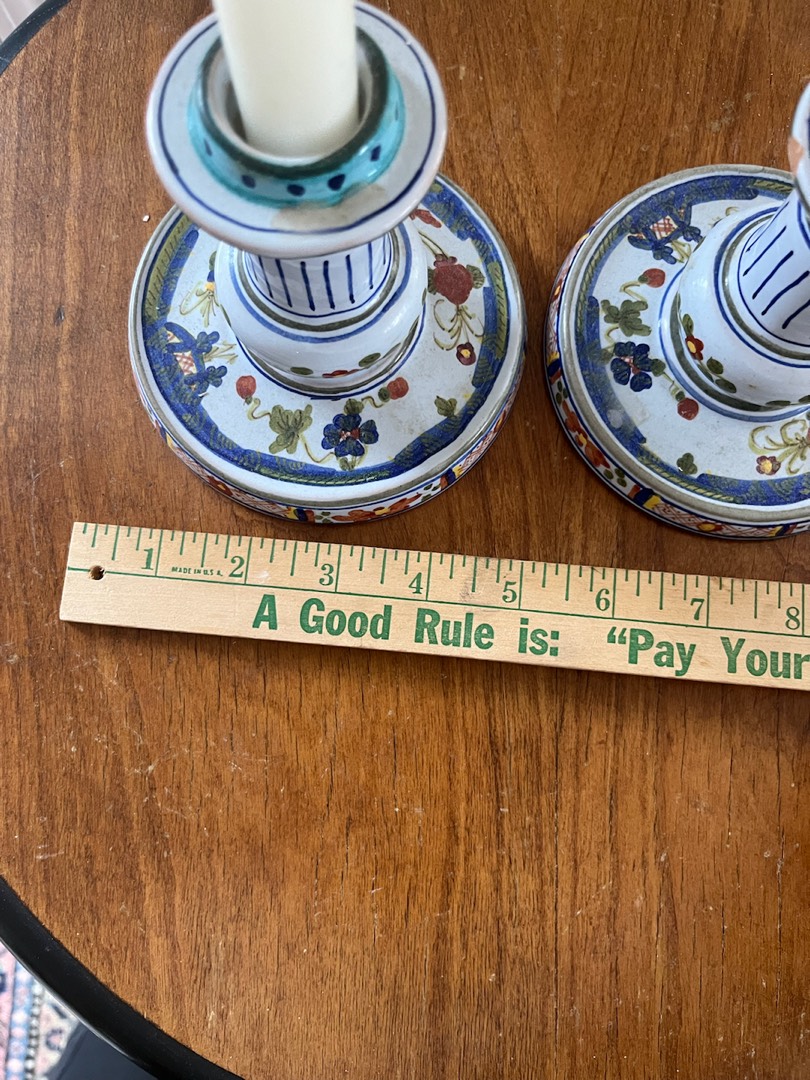 1 MADE IN U.S.A. 2 3 4 5 6 7 8
A Good Rule is: “Pay Your